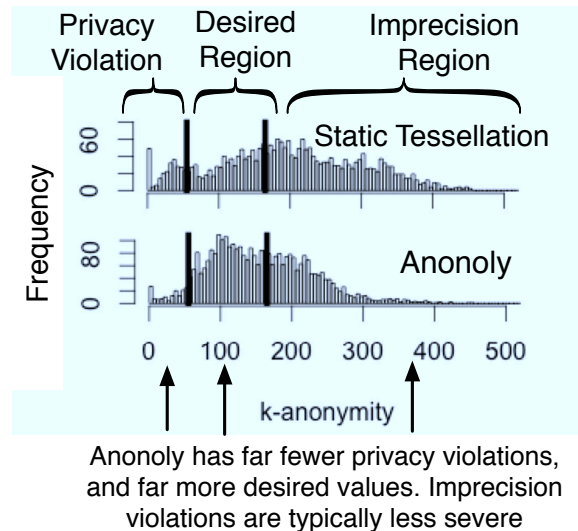 Privacy Violation
Desired Region
Imprecision Region
Static Tessellation
60
0
Frequency
Anonoly
80
0
0 100 200 300 400 500
k-anonymity
Anonoly has far fewer privacy violations,
and far more desired values. Imprecision
violations are typically less severe